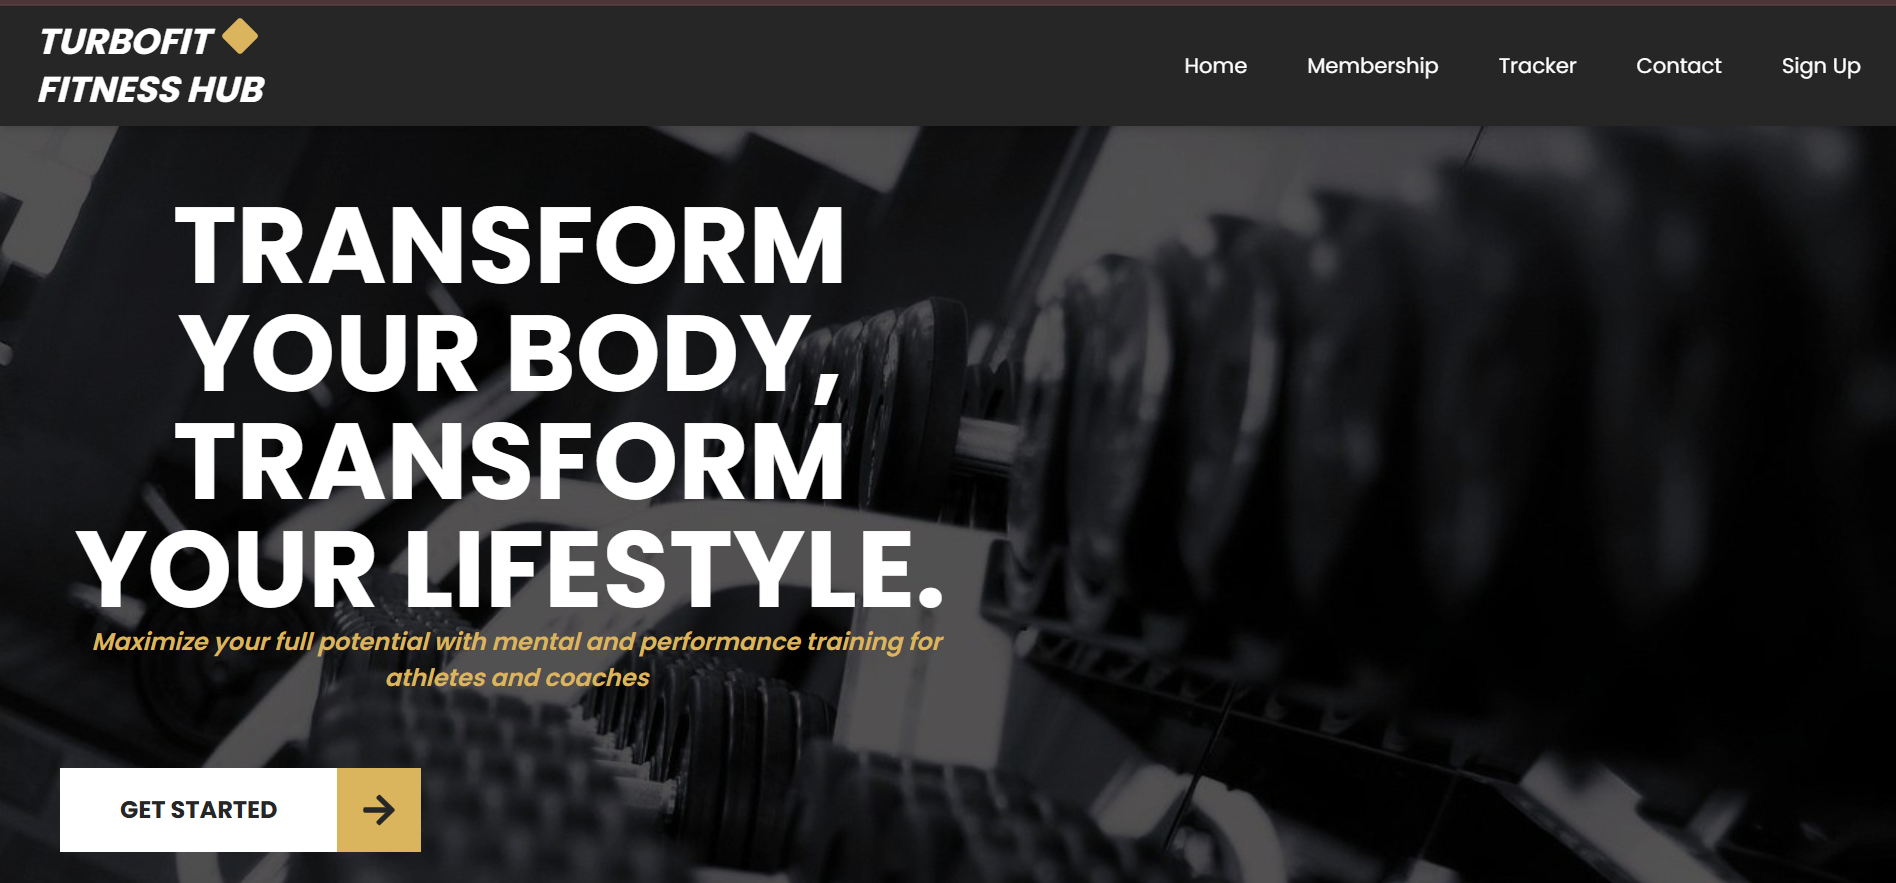 TURBOFIT
FITNESS HUB
Home Membership Tracker Contact Sign Up
TRANSFORM
YOUR BODY,
TRANSFORM
YOUR LIFESTYLE.
Maximize your full potential with mental and performance training for
athletes and coaches
GET STARTED